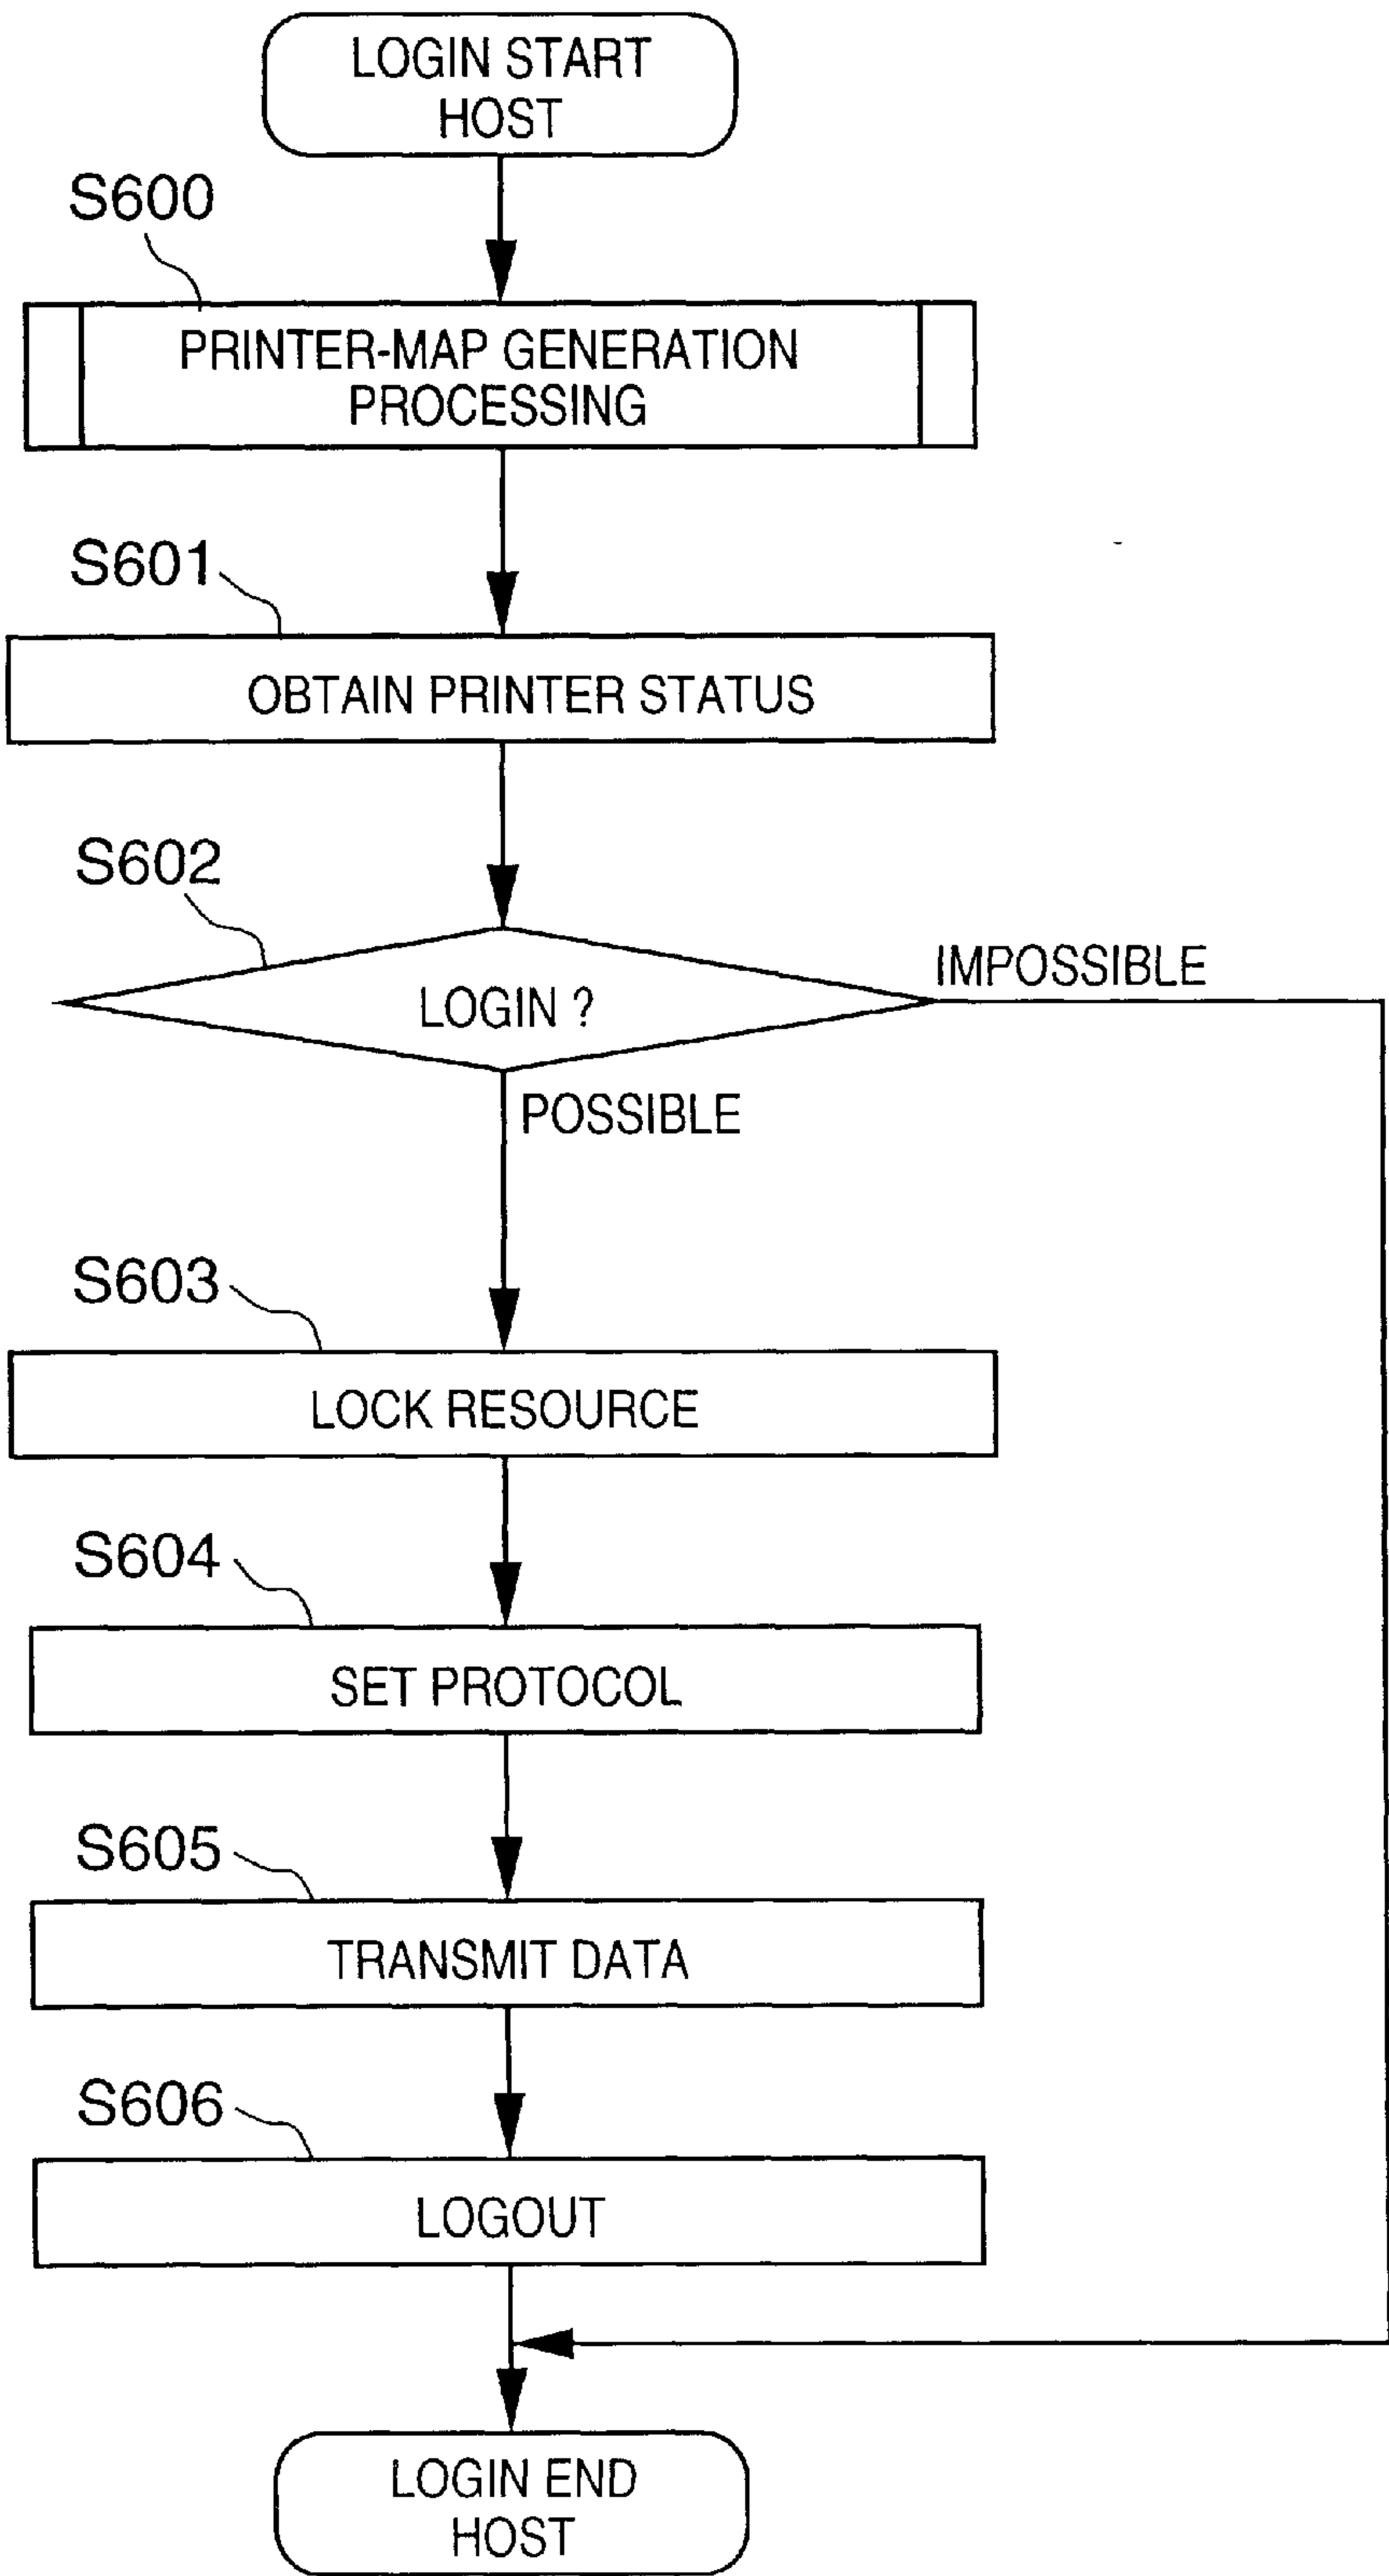 LOGIN START
HOST
S600
PRINTER-MAP GENERATION
PROCESSING
S601
OBTAIN PRINTER STATUS
S602
LOGIN ?
IMPOSSIBLE
POSSIBLE
S603
LOCK RESOURCE
S604
SET PROTOCOL
S605
TRANSMIT DATA
S606
LOGOUT
LOGIN END
HOST